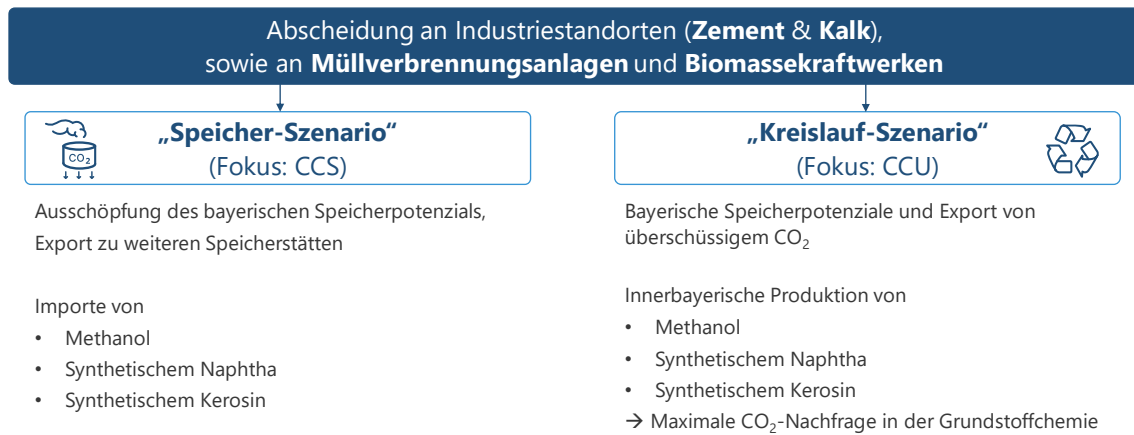 Abscheidung an Industriestandorten (Zement & Kalk),
sowie an Müllverbrennungsanlagen und Biomassekraftwerken
„Speicher-Szenario“
(Fokus: CCS)
CO₂
Ausschöpfung des bayerischen Speicherpotenzials,
Export zu weiteren Speicherstätten
Importe von
• Methanol
• Synthetischem Naphtha
• Synthetischem Kerosin
„Kreislauf-Szenario“
(Fokus: CCU)
Bayerische Speicherpotenziale und Export von
überschüssigem CO₂
Innerbayerische Produktion von
• Methanol
• Synthetischem Naphtha
• Synthetischem Kerosin
→ Maximale CO₂-Nachfrage in der Grundstoffchemie